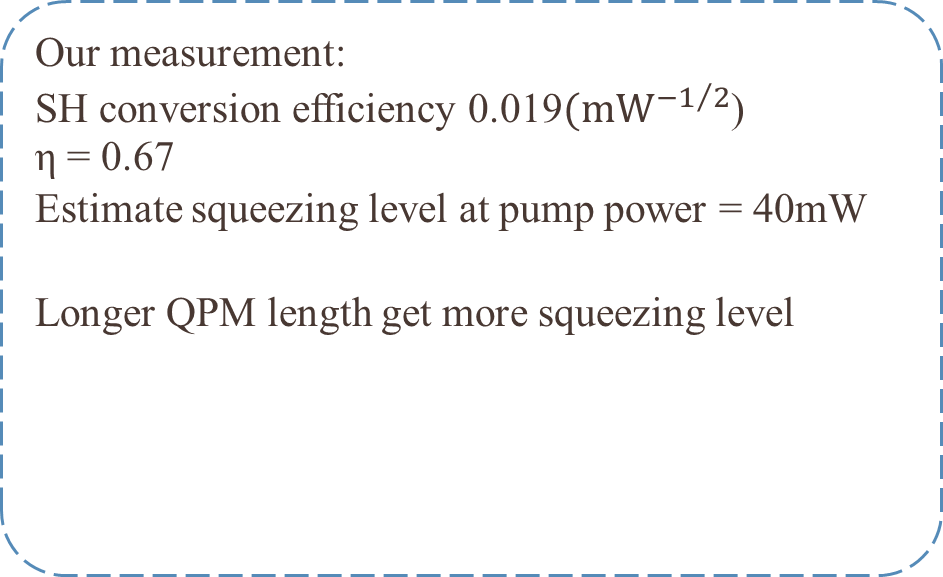 Our measurement:
SH conversion efficiency 0.019(mW⁻¹/²)
η = 0.67
Estimate squeezing level at pump power = 40mW
Longer QPM length get more squeezing level